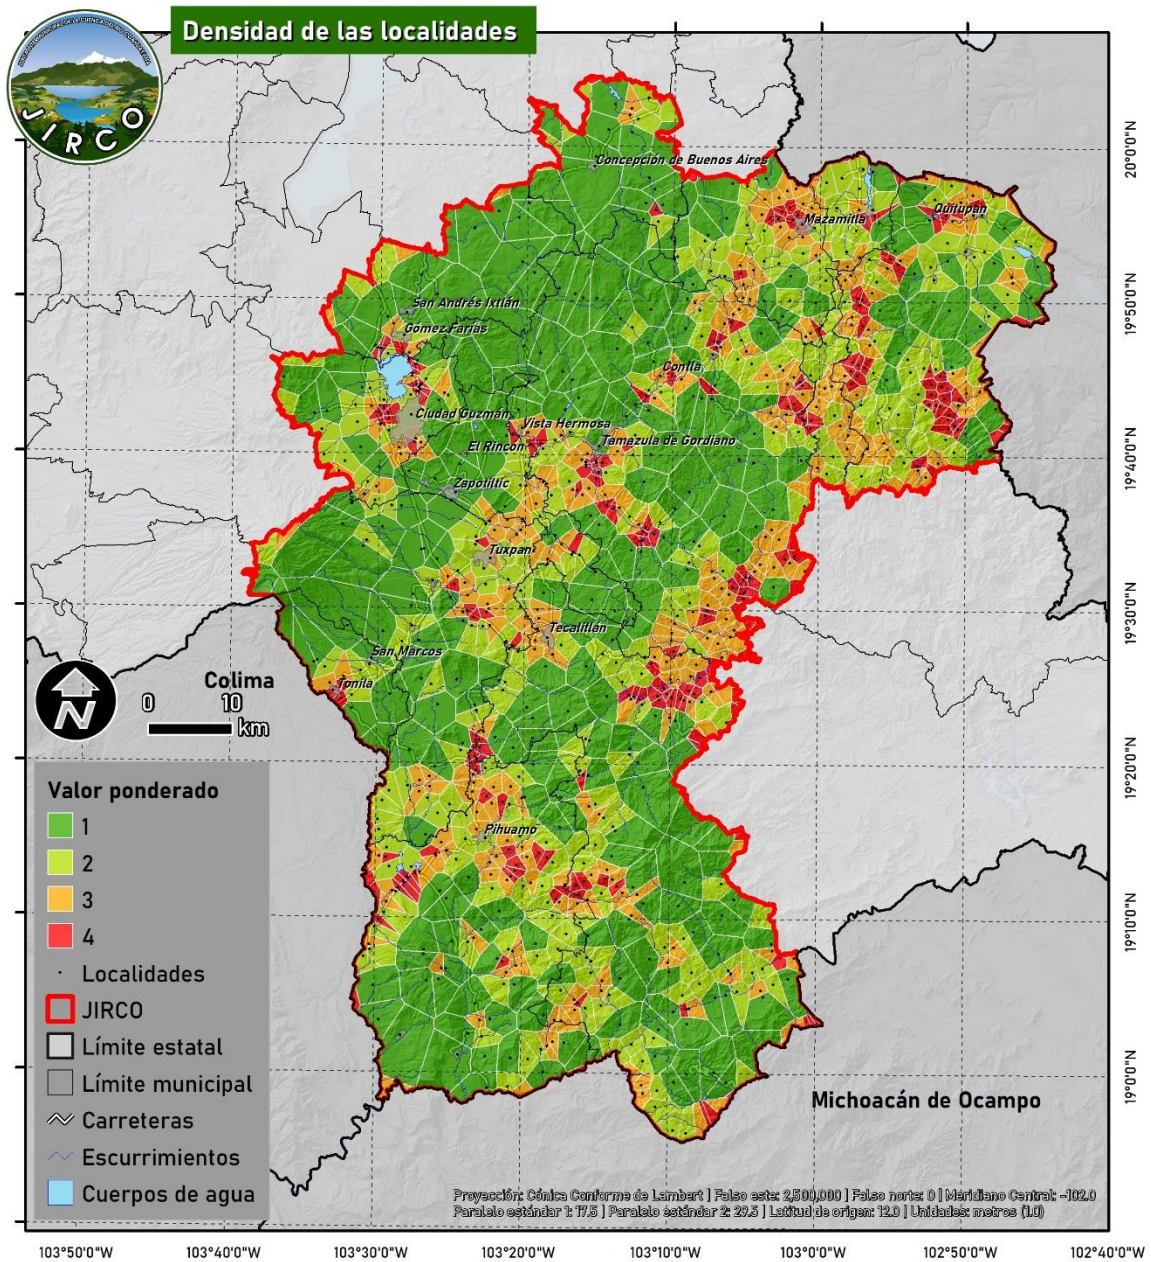 Densidad de las localidades
JIRCO
Concepción de Buenos Aires
Mazamitla
Quitupan
San Andrés Ixtlán
Gómez Farías
Contla
Ciudad Guzmán
Vista Hermosa
El Rincón
Tamazula de Gordiano
Zapotiltic
Tuxpan
Tecalitlán
San Marcos
Tonila
Pihuamo
Colima
Michoacán de Ocampo
N
0 10
km
Valor ponderado
1
2
3
4
Localidades
JIRCO
Límite estatal
Límite municipal
Carreteras
Escurrimientos
Cuerpos de agua
Proyección: Cónica Conforme de Lambert | Falso este: 2,500,000 | Falso norte: 0 | Meridiano Central: -102.0
Paralelo estándar 1: 17.5 | Paralelo estándar 2: 29.5 | Latitud de origen: 12.0 | Unidades: metros (1.0)
20°0'0"N
19°50'0"N
19°40'0"N
19°30'0"N
19°20'0"N
19°10'0"N
19°0'0"N
103°50'0"W
103°40'0"W
103°30'0"W
103°20'0"W
103°10'0"W
103°0'0"W
102°50'0"W
102°40'0"W